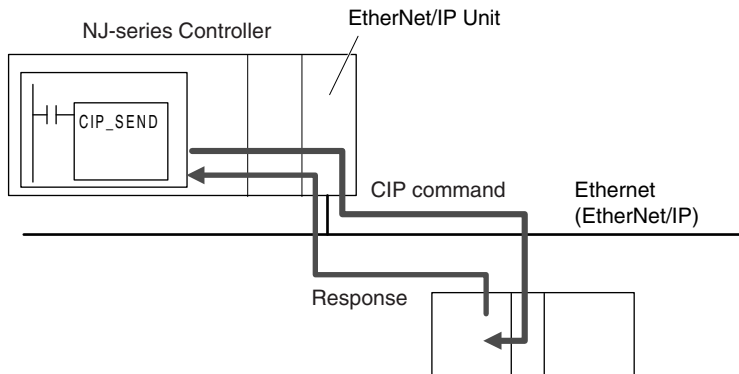 EtherNet/IP Unit
NJ-series Controller
CIP_SEND
CIP command
Ethernet
(EtherNet/IP)
Response